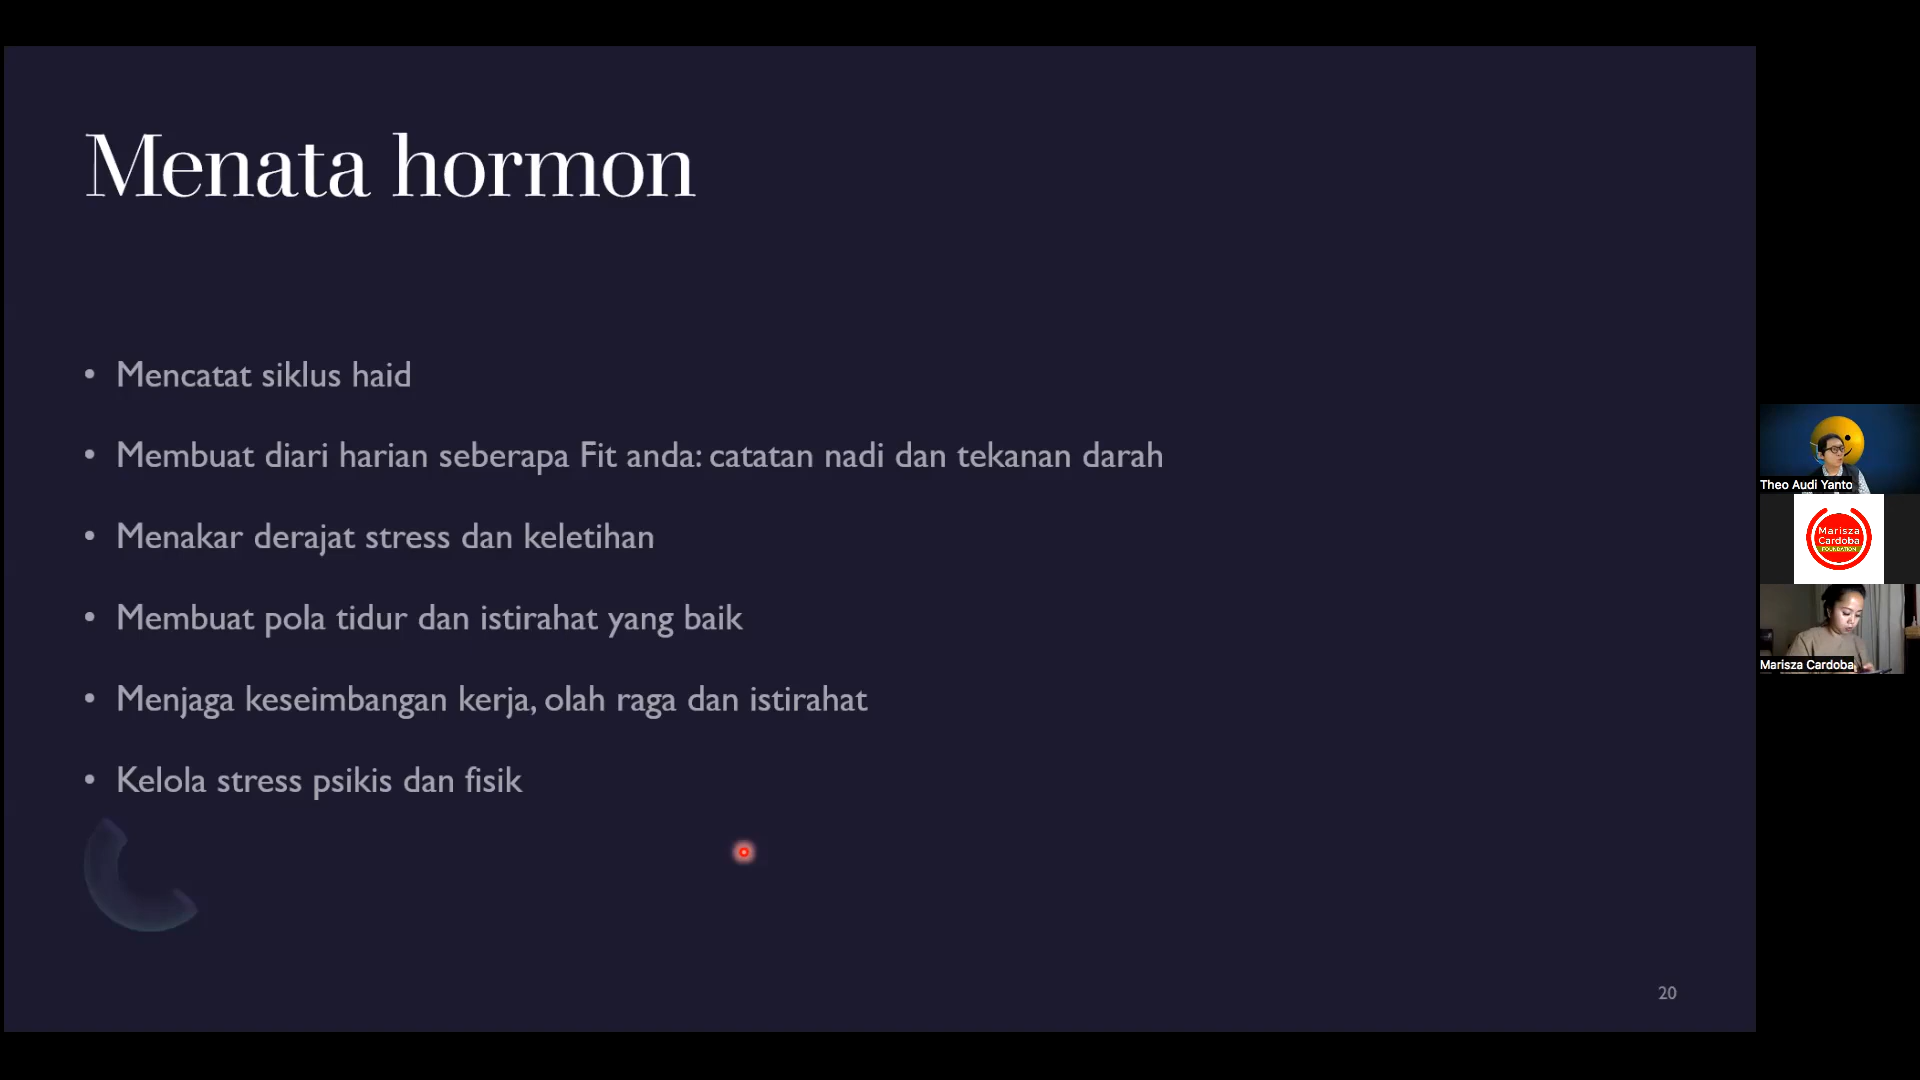 Menata hormon
• Mencatat siklus haid
• Membuat diari harian seberapa Fit anda: catatan nadi dan tekanan darah
• Menakar derajat stress dan keletihan
• Membuat pola tidur dan istirahat yang baik
• Menjaga keseimbangan kerja, olah raga dan istirahat
• Kelola stress psikis dan fisik
20
Theo Audi Yanto
Marisza
Cardoba
FOUNDATION
Marisza Cardoba